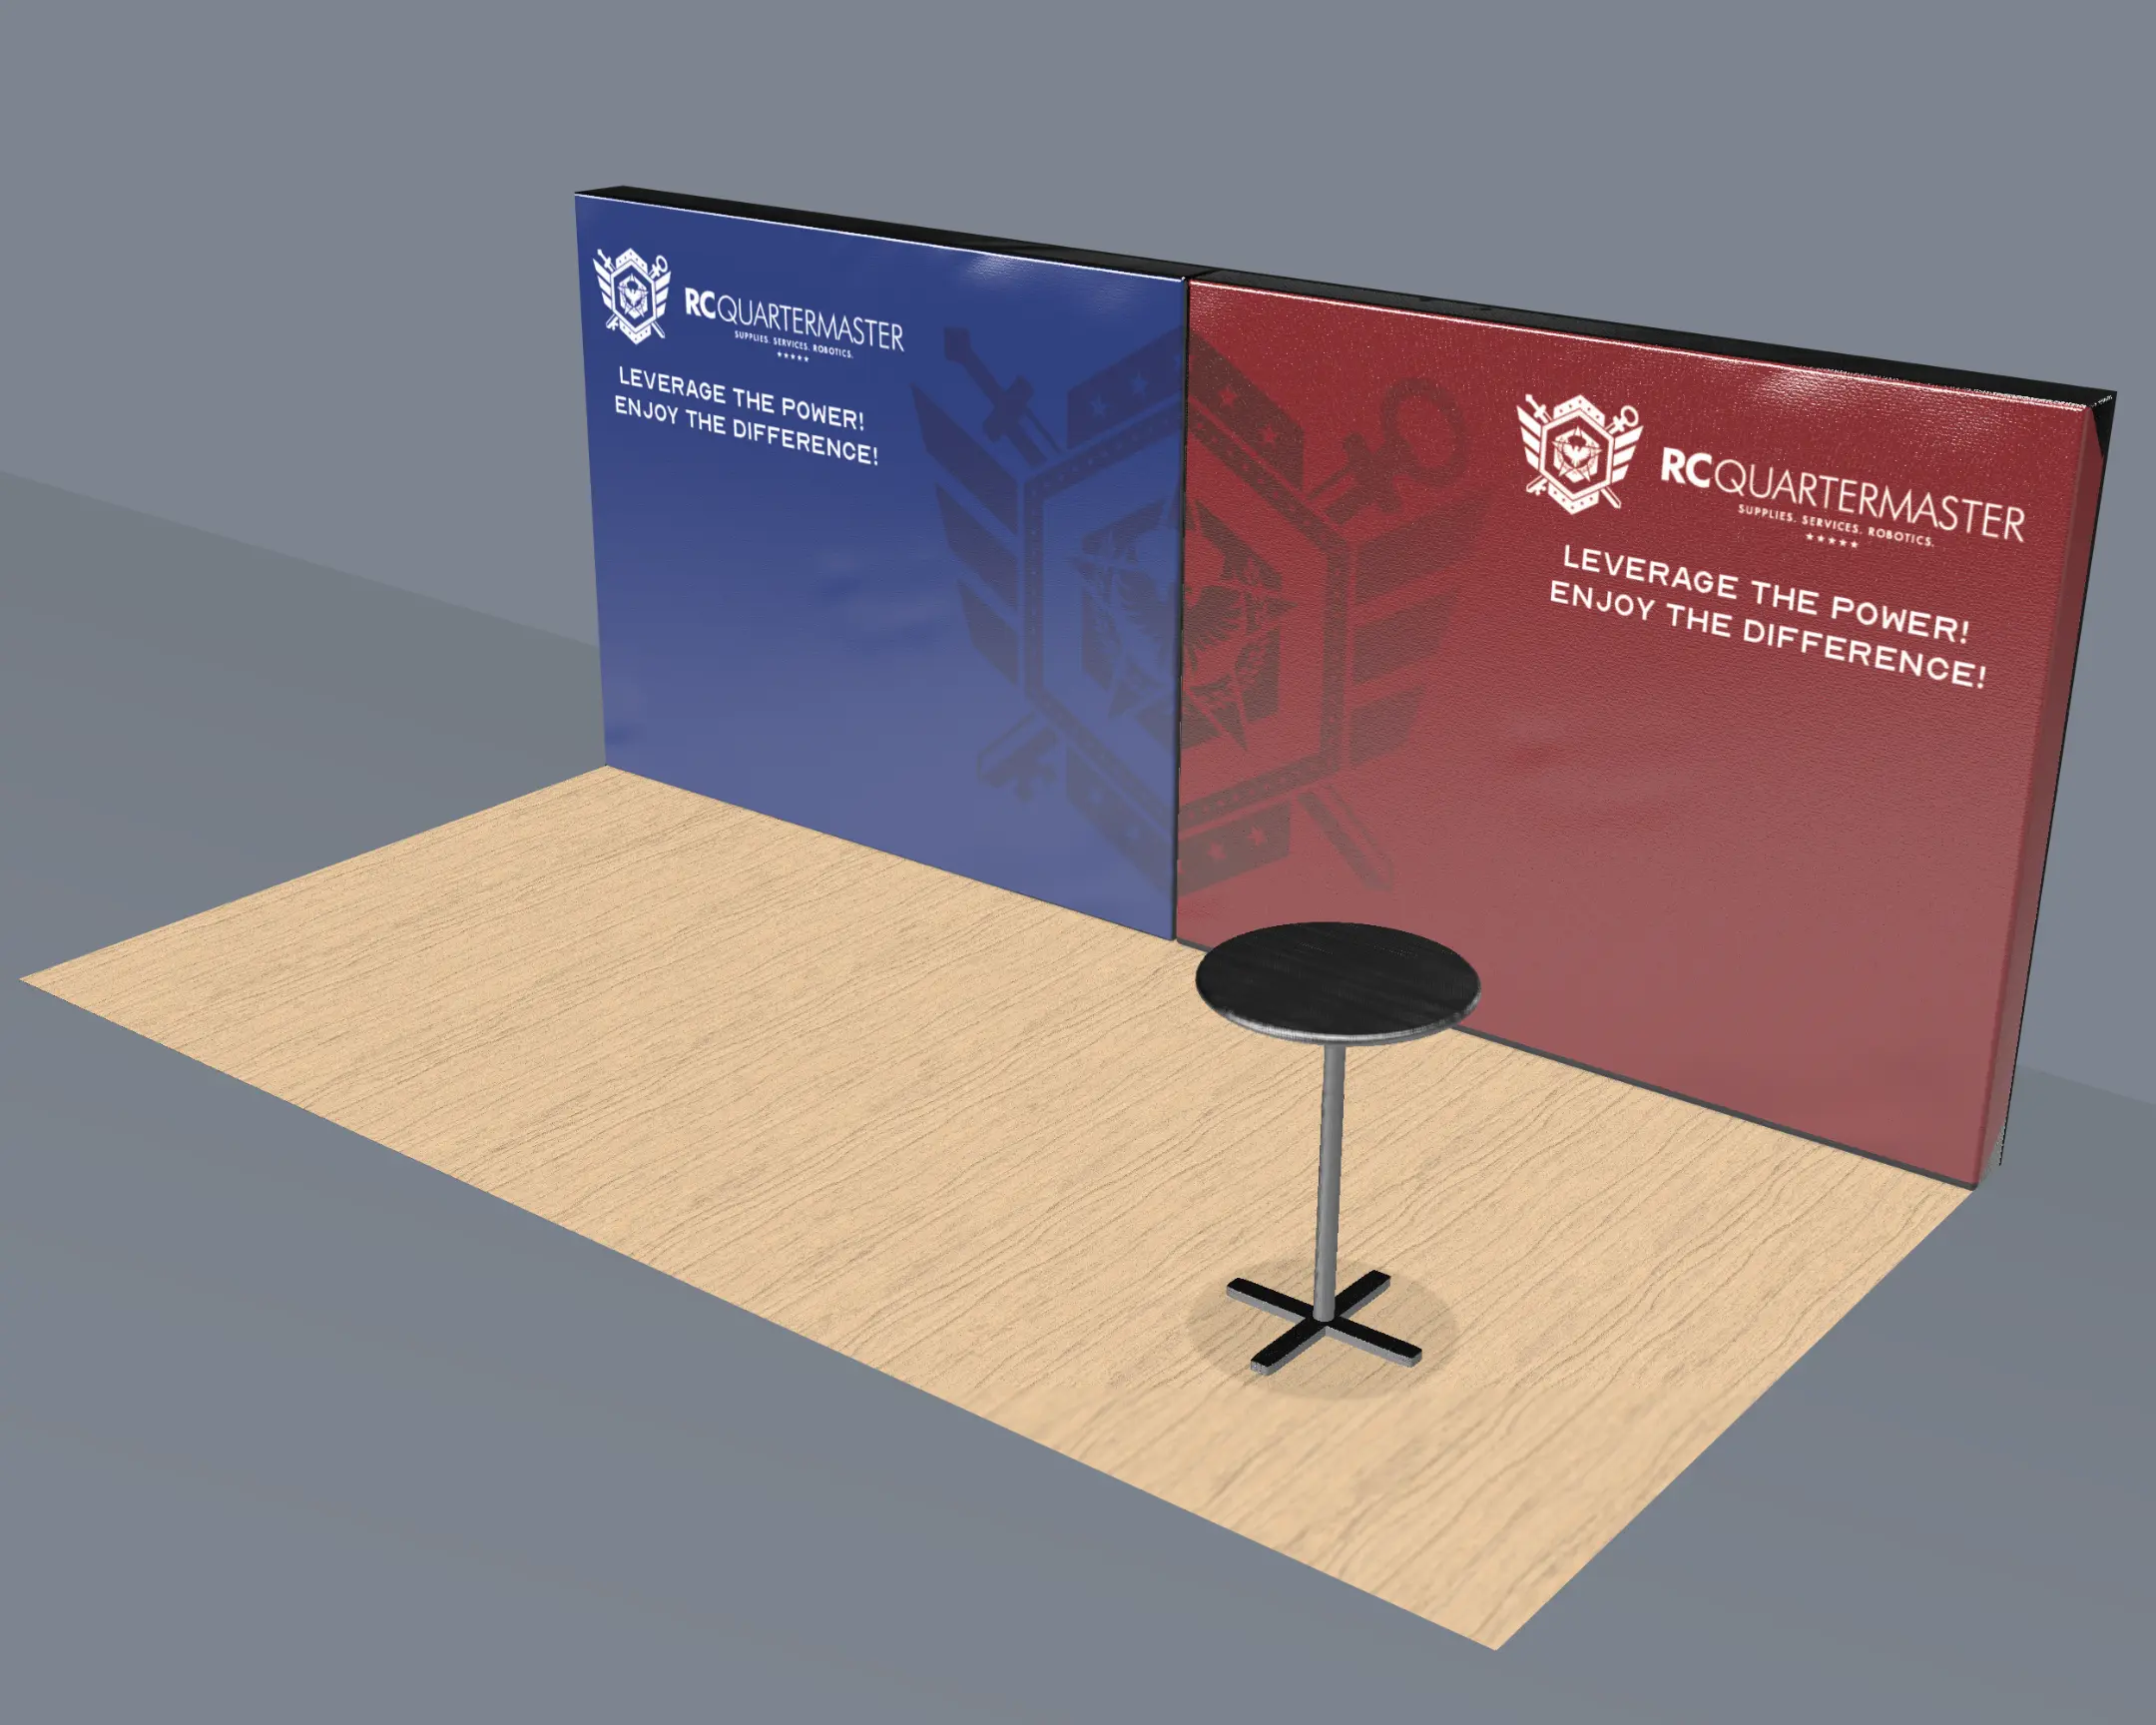 RCQUARTERMASTER
SUPPLIES. SERVICES. ROBOTICS.
LEVERAGE THE POWER!
ENJOY THE DIFFERENCE!
RCQUARTERMASTER
SUPPLIES. SERVICES. ROBOTICS.
LEVERAGE THE POWER!
ENJOY THE DIFFERENCE!